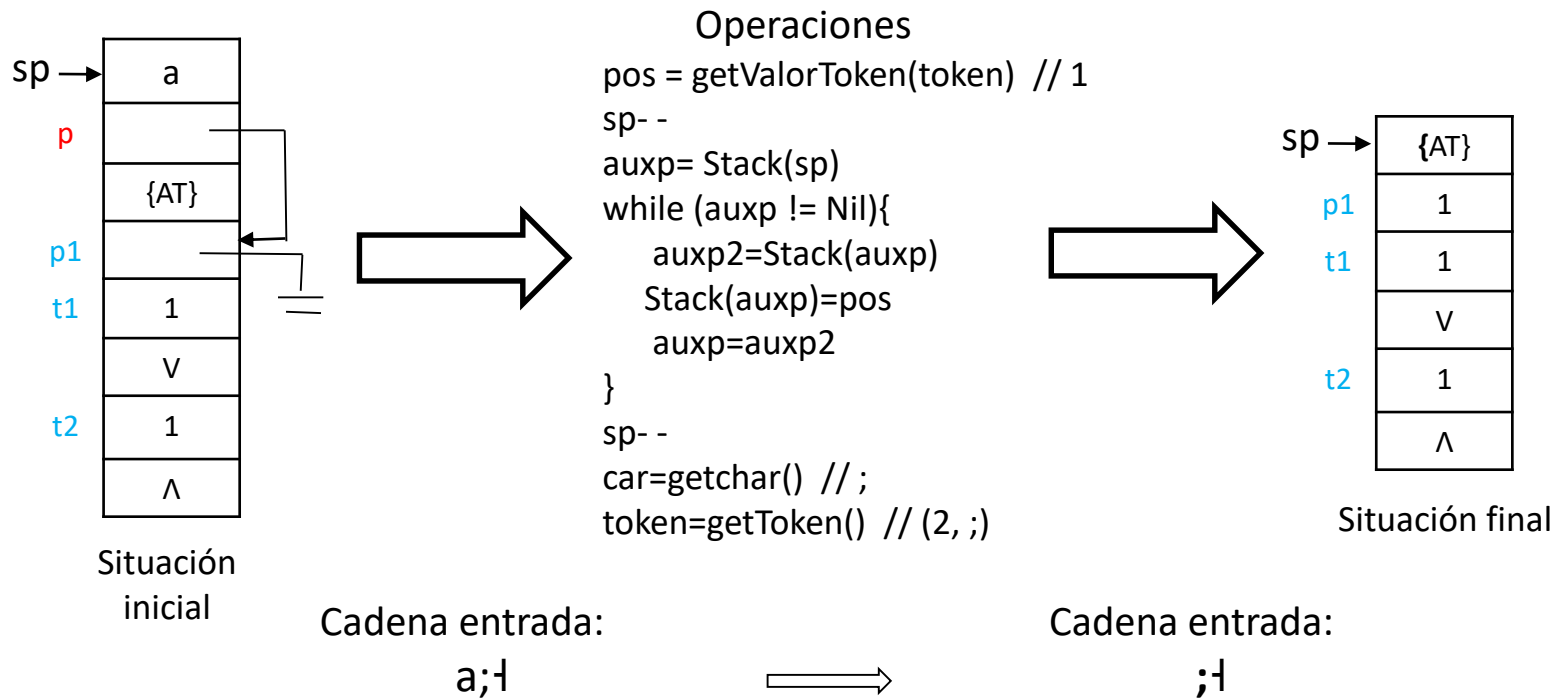 Operaciones
sp
a
p
{AT}
p1
t1
1
V
t2
1
Λ
Situación
inicial
pos = getValorToken(token) // 1
sp- -
auxp= Stack(sp)
while (auxp != Nil){
auxp2=Stack(auxp)
Stack(auxp)=pos
auxp=auxp2
}
sp- -
car=getchar() // ;
token=getToken() // (2, ;)
sp
{AT}
p1
1
t1
1
V
t2
1
Λ
Situación final
Cadena entrada:
a;⊣
Cadena entrada:
;⊣